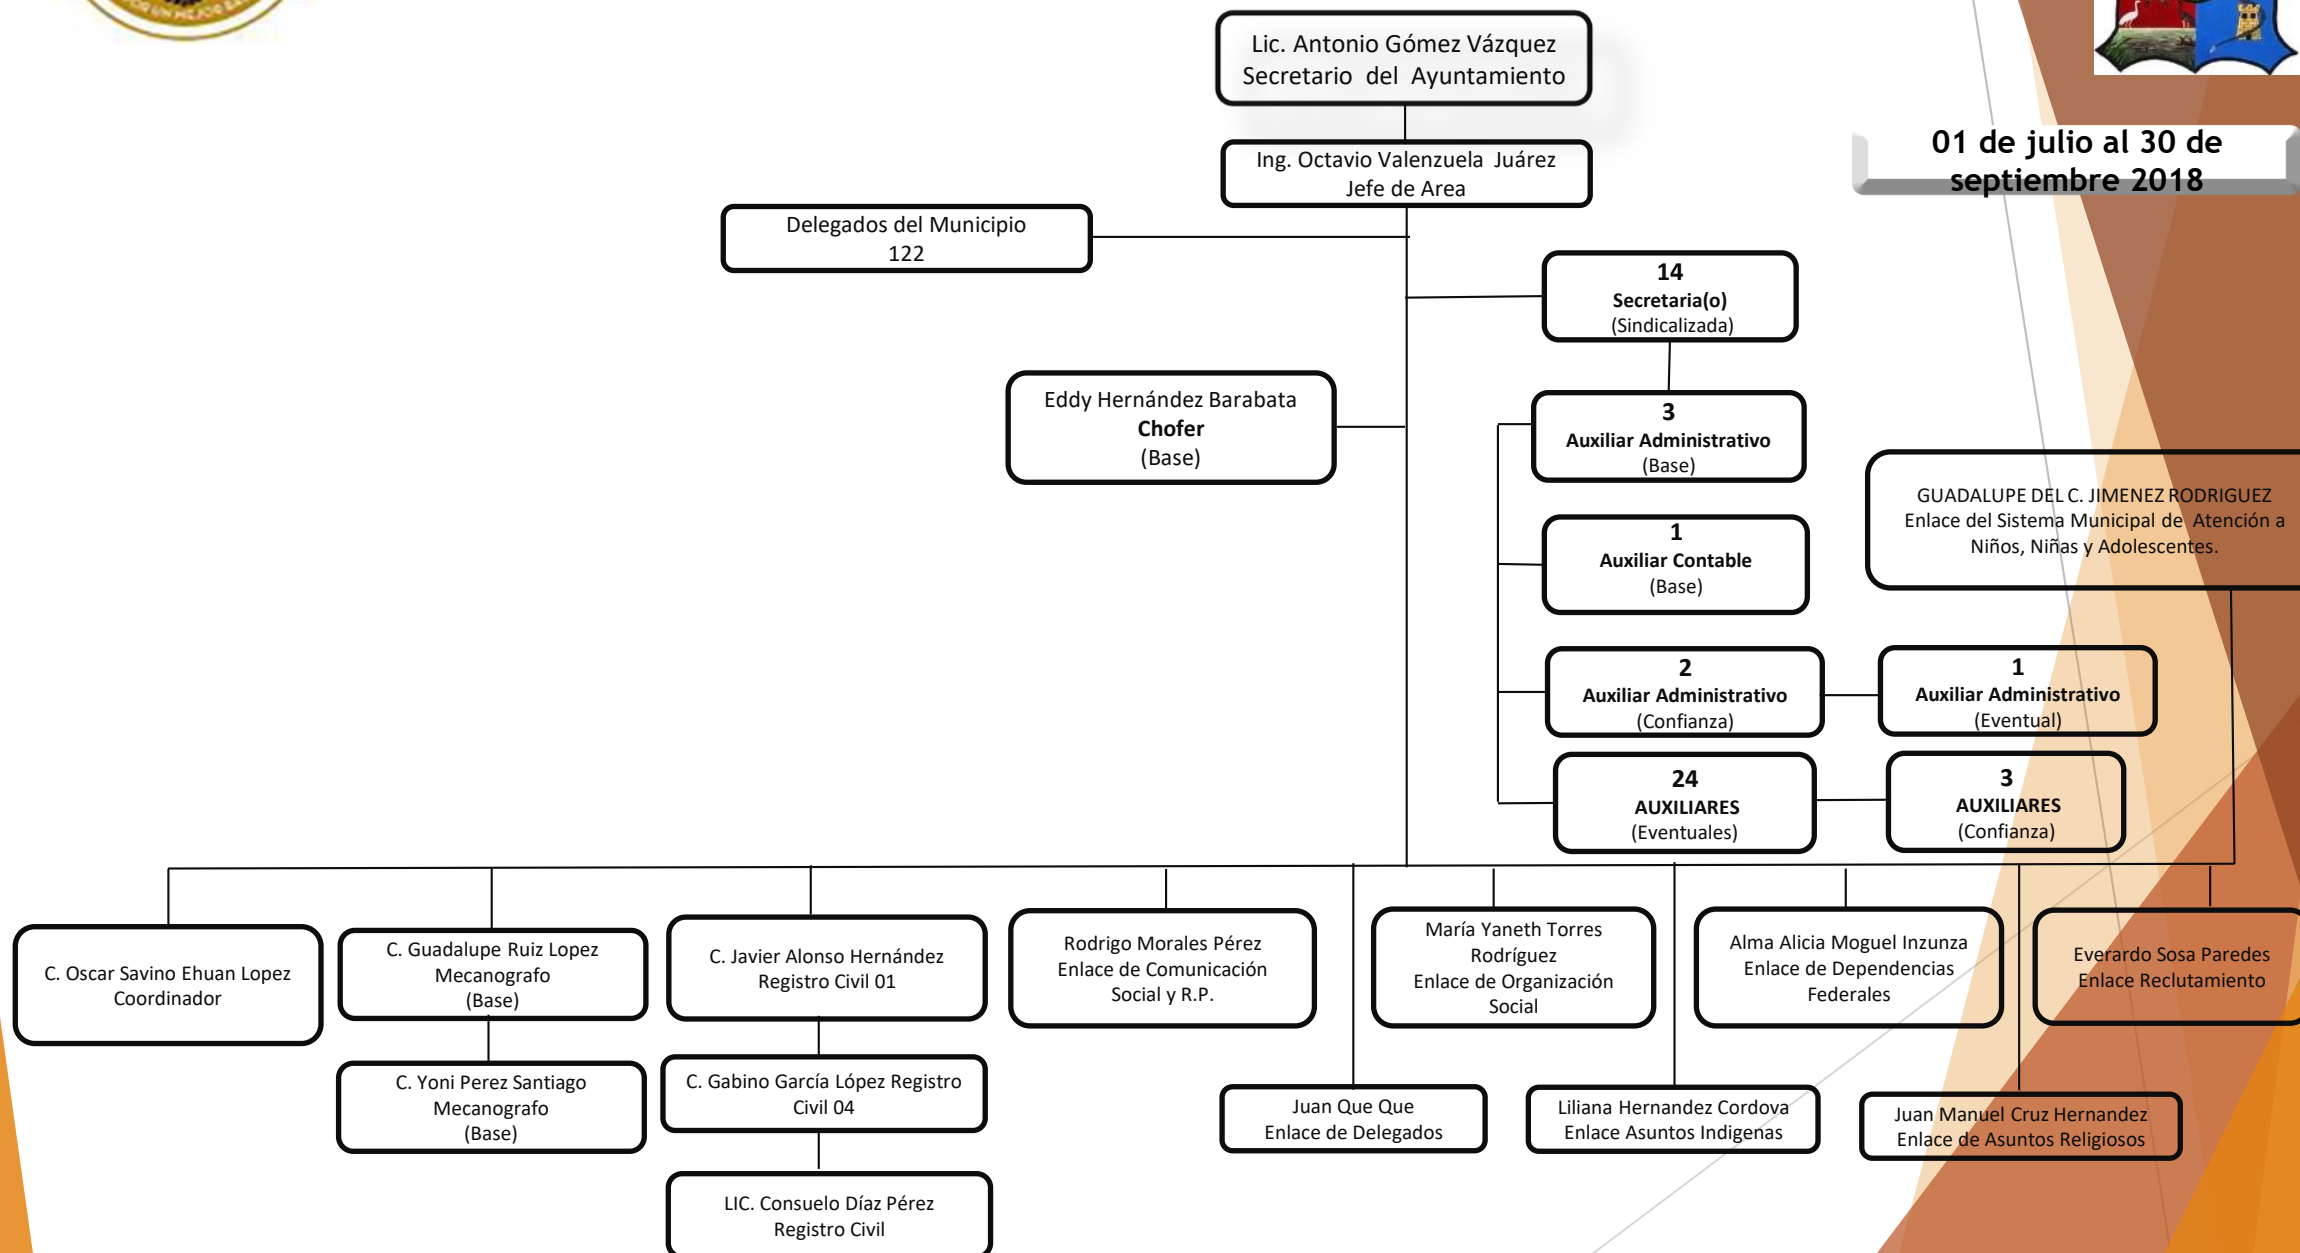 POR UN MEJOR
Lic. Antonio Gómez Vázquez
Secretario del Ayuntamiento
01 de julio al 30 de
septiembre 2018
Ing. Octavio Valenzuela Juárez
Jefe de Area
Delegados del Municipio
122
14
Secretaria(o)
(Sindicalizada)
Eddy Hernández Barabata
Chofer
(Base)
3
Auxiliar Administrativo
(Base)
GUADALUPE DEL C. JIMENEZ RODRIGUEZ
Enlace del Sistema Municipal de Atención a
Niños, Niñas y Adolescentes.
1
Auxiliar Contable
(Base)
2
Auxiliar Administrativo
(Confianza)
1
Auxiliar Administrativo
(Eventual)
24
AUXILIARES
(Eventuales)
3
AUXILIARES
(Confianza)
C. Oscar Savino Ehuan Lopez
Coordinador
C. Guadalupe Ruiz Lopez
Mecanografo
(Base)
C. Javier Alonso Hernández
Registro Civil 01
Rodrigo Morales Pérez
Enlace de Comunicación
Social y R.P.
María Yaneth Torres
Rodríguez
Enlace de Organización
Social
Alma Alicia Moguel Inzunza
Enlace de Dependencias
Federales
Everardo Sosa Paredes
Enlace Reclutamiento
C. Yoni Perez Santiago
Mecanografo
(Base)
C. Gabino García López Registro
Civil 04
Juan Que Que
Enlace de Delegados
Liliana Hernandez Cordova
Enlace Asuntos Indigenas
Juan Manuel Cruz Hernandez
Enlace de Asuntos Religiosos
LIC. Consuelo Díaz Pérez
Registro Civil